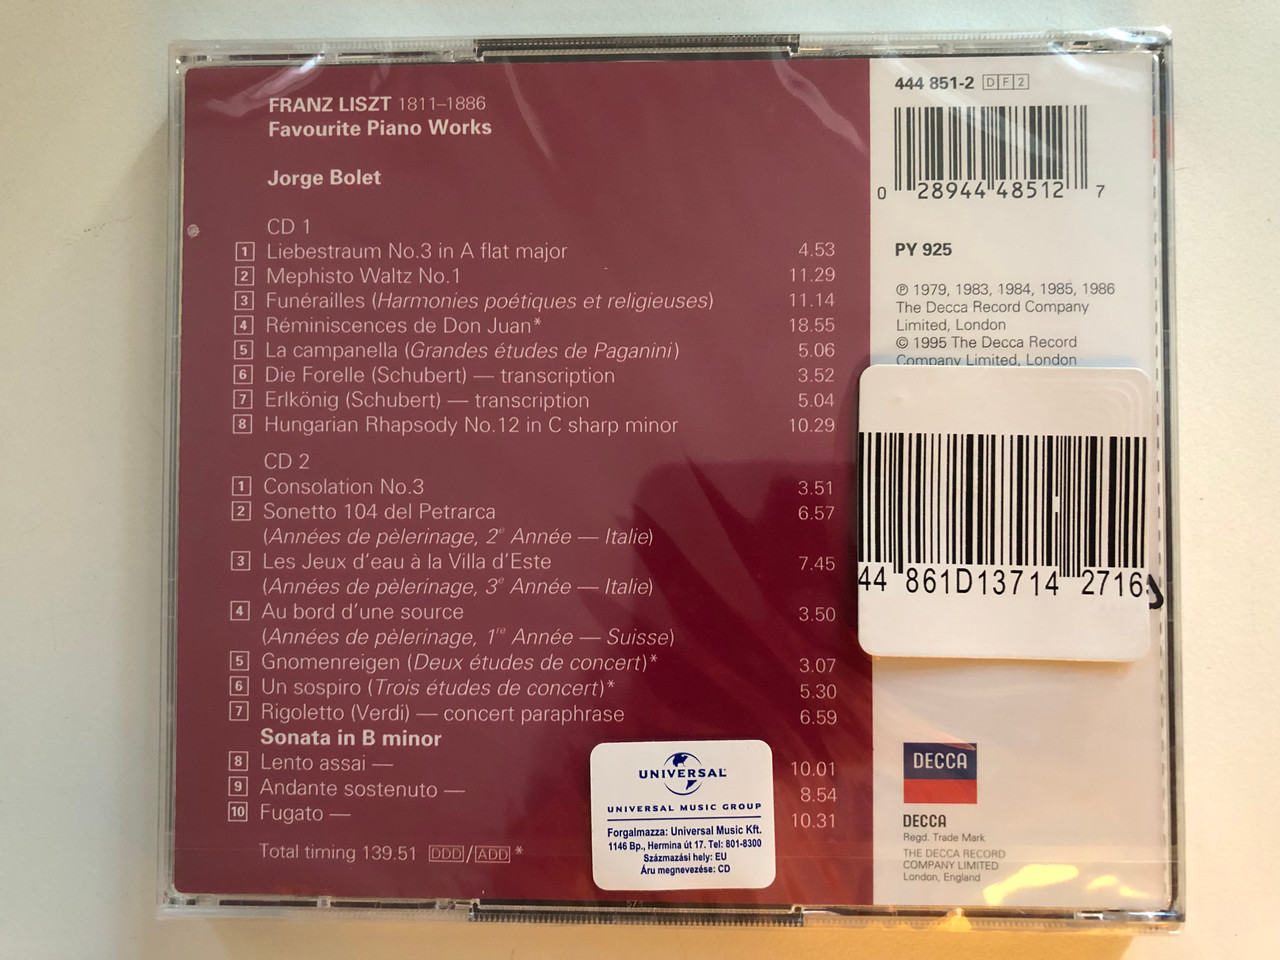 FRANZ LISZT 1811–1886
Favourite Piano Works
Jorge Bolet
CD 1
1 Liebestraum No.3 in A flat major 4.53
2 Mephisto Waltz No.1 11.29
3 Funérailles (Harmonies poétiques et religieuses) 11.14
4 Réminiscences de Don Juan* 18.55
5 La campanella (Grandes études de Paganini) 5.06
6 Die Forelle (Schubert) — transcription 3.52
7 Erlkönig (Schubert) — transcription 5.04
8 Hungarian Rhapsody No.12 in C sharp minor 10.29
CD 2
1 Consolation No.3 3.51
2 Sonetto 104 del Petrarca 6.57
(Années de pèlerinage, 2e Année — Italie)
3 Les Jeux d'eau à la Villa d'Este 7.45
(Années de pèlerinage, 3e Année — Italie)
4 Au bord d'une source 3.50
(Années de pèlerinage, 1re Année — Suisse)
5 Gnomenreigen (Deux études de concert)* 3.07
6 Un sospiro (Trois études de concert)* 5.30
7 Rigoletto (Verdi) — concert paraphrase 6.59
Sonata in B minor
8 Lento assai — 10.01
9 Andante sostenuto — 8.54
10 Fugato — 10.31
Total timing 139.51 DDD/ADD*
UNIVERSAL
UNIVERSAL MUSIC GROUP
Forgalmazza: Universal Music Kft.
1146 Bp., Hermina út 17. Tel: 801-8300
Származási hely: EU
Áru megnevezése: CD
444 851-2 DF2
0 28944 48512 7
PY 925
℗ 1979, 1983, 1984, 1985, 1986
The Decca Record Company
Limited, London
© 1995 The Decca Record
Company Limited, London
44 861D13714 2716
DECCA
DECCA
Regd. Trade Mark
THE DECCA RECORD
COMPANY LIMITED
London, England